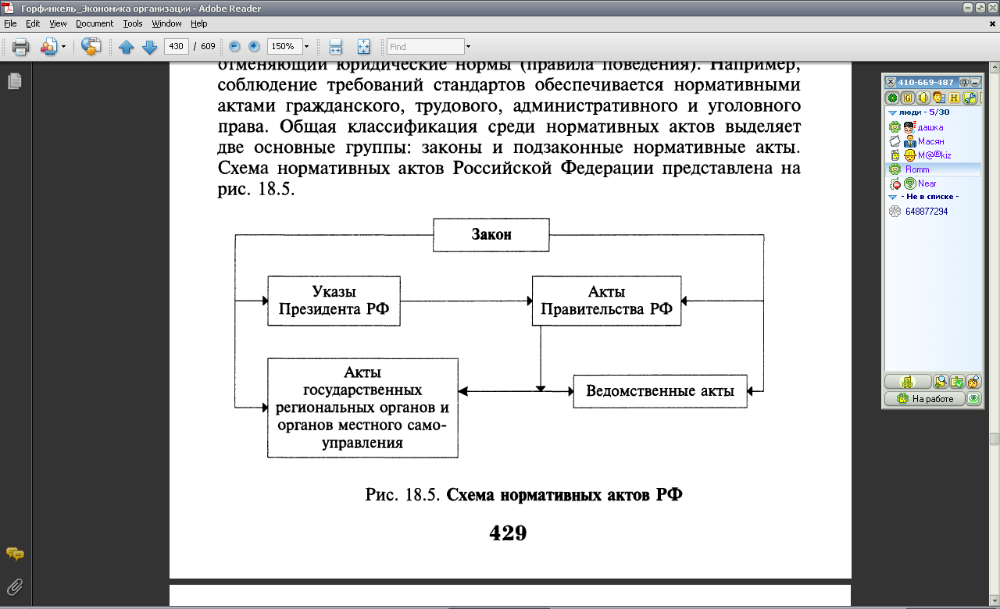 Горфинкель_Экономика организации - Adobe Reader
File Edit View Document Tools Window Help
430 / 609 150% Find
отменяющий юридические нормы (правила поведения). Например,
соблюдение требований стандартов обеспечивается нормативными
актами гражданского, трудового, административного и уголовного
права. Общая классификация среди нормативных актов выделяет
две основные группы: законы и подзаконные нормативные акты.
Схема нормативных актов Российской Федерации представлена на
рис. 18.5.
Закон
Указы
Президента РФ
Акты
Правительства РФ
Акты
государственных
региональных органов и
органов местного само-
управления
Ведомственные акты
Рис. 18.5. Схема нормативных актов РФ
429
410-669-487
люди - 5/30
дашка
Масян
M@®kiz
Romm
Near
- Не в списке -
648877294
На работе